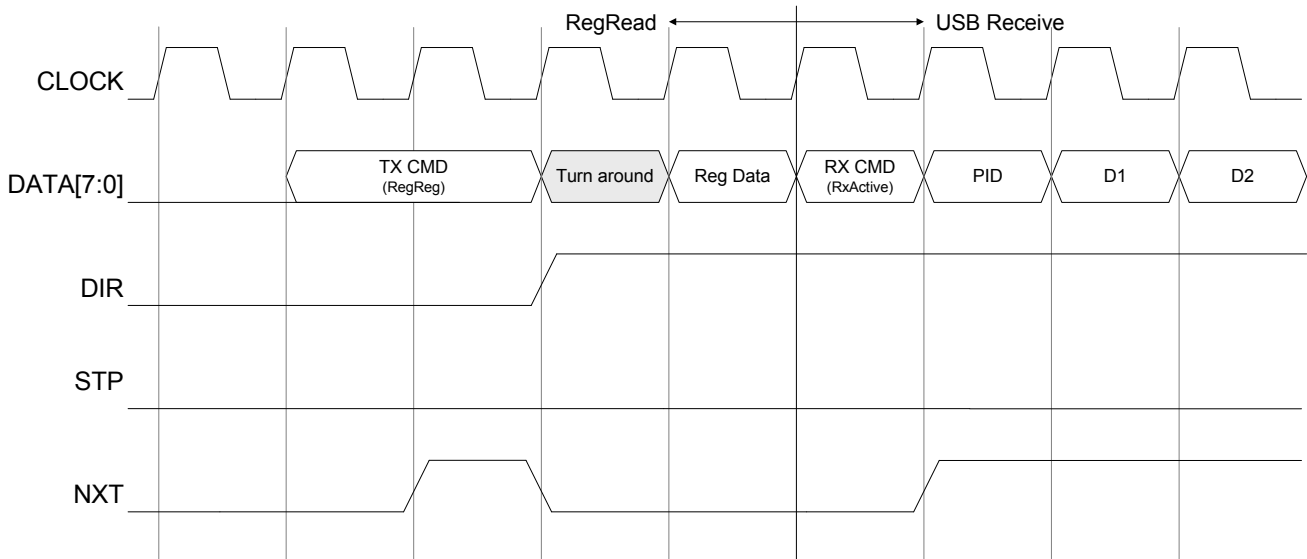 RegRead USB Receive
CLOCK
DATA[7:0] TX CMD Turn around Reg Data RX CMD PID D1 D2
(RegReg) (RxActive)
DIR
STP
NXT